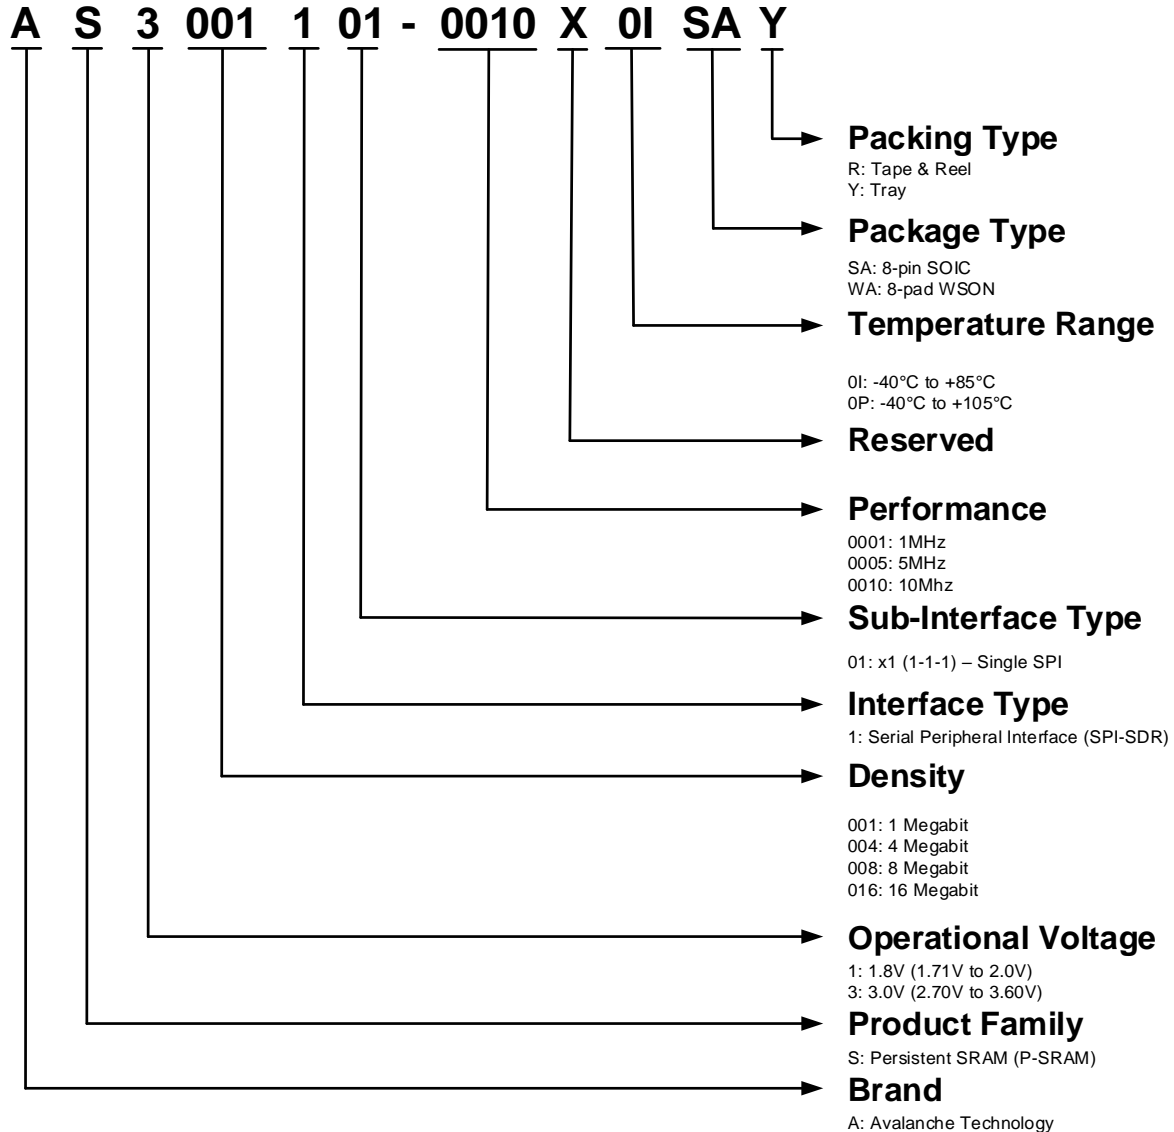 A S 3 001 1 01 - 0010 X 0I SA Y
Packing Type
R: Tape & Reel
Y: Tray
Package Type
SA: 8-pin SOIC
WA: 8-pad WSON
Temperature Range
0I: -40°C to +85°C
0P: -40°C to +105°C
Reserved
Performance
0001: 1MHz
0005: 5MHz
0010: 10Mhz
Sub-Interface Type
01: x1 (1-1-1) – Single SPI
Interface Type
1: Serial Peripheral Interface (SPI-SDR)
Density
001: 1 Megabit
004: 4 Megabit
008: 8 Megabit
016: 16 Megabit
Operational Voltage
1: 1.8V (1.71V to 2.0V)
3: 3.0V (2.70V to 3.60V)
Product Family
S: Persistent SRAM (P-SRAM)
Brand
A: Avalanche Technology